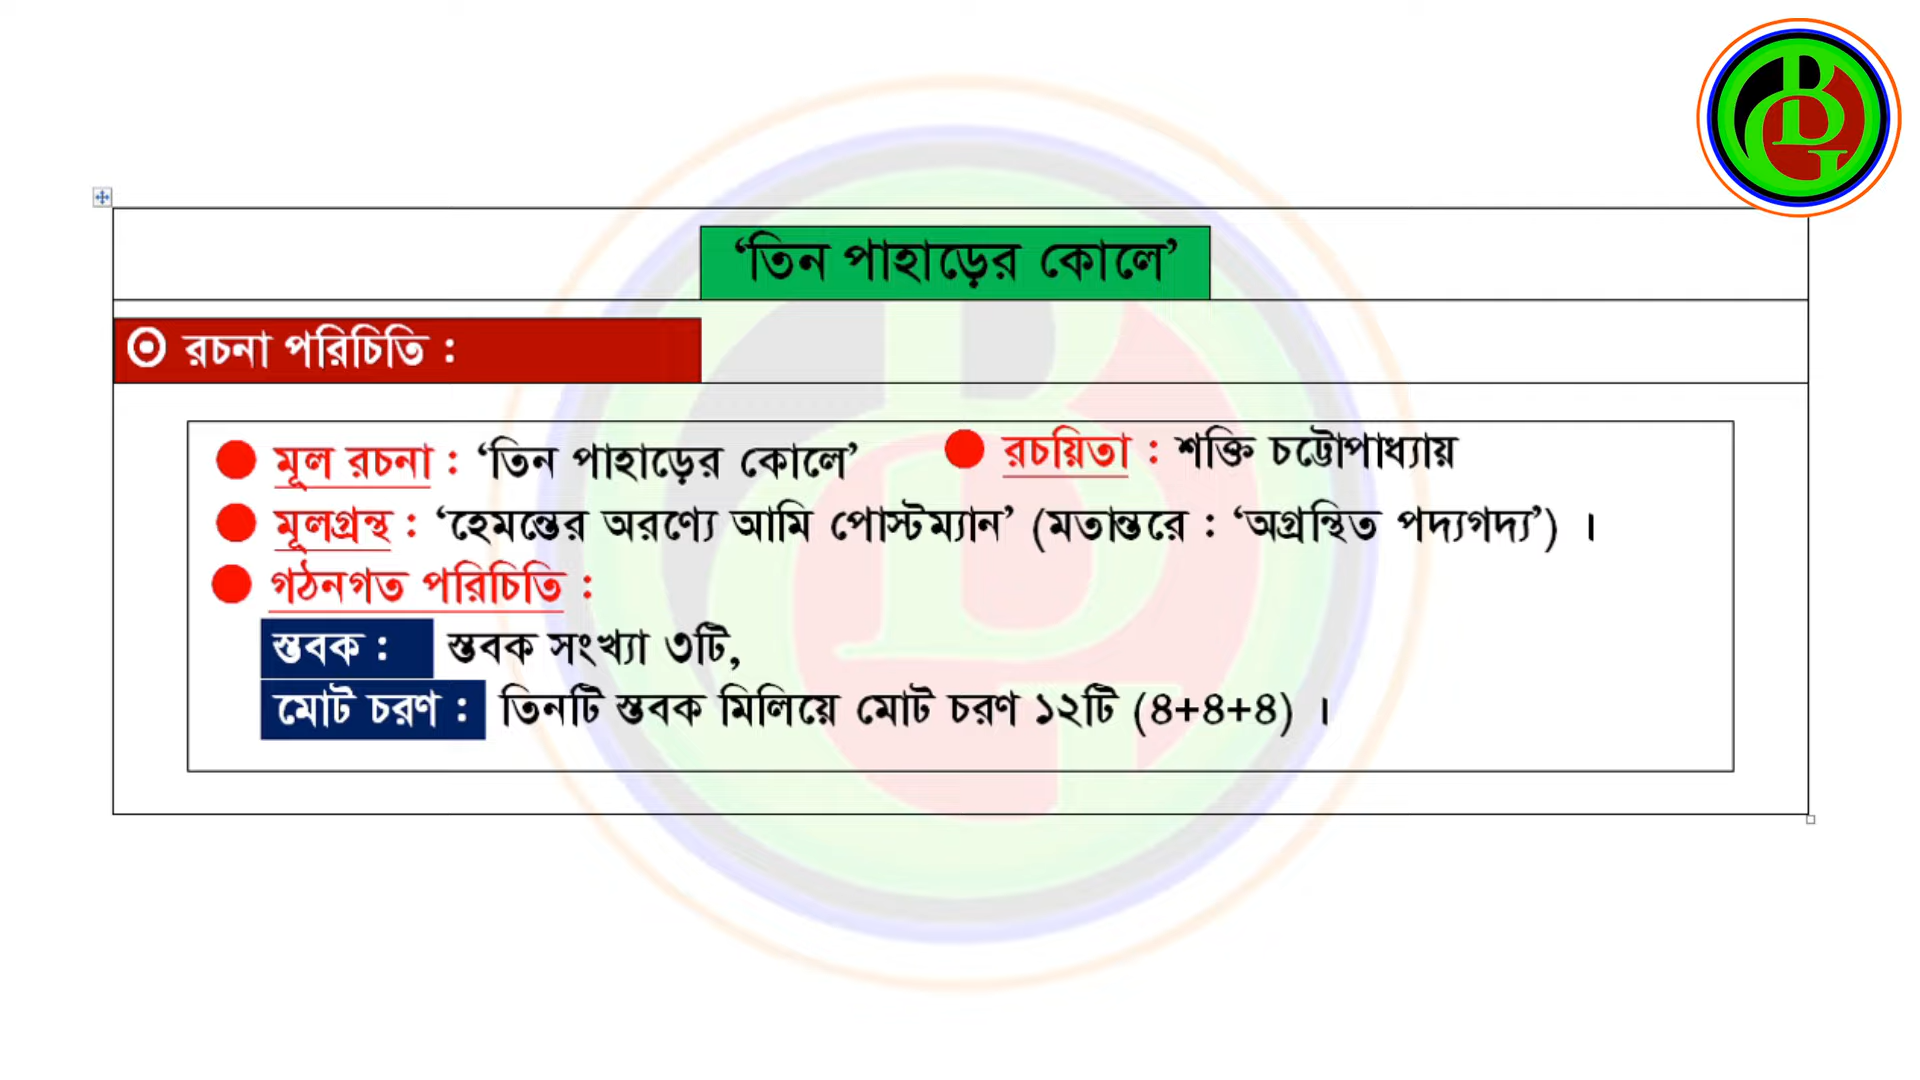 ‘তিন পাহাড়ের কোলে’
রচনা পরিচিতি :
মূল রচনা : ‘তিন পাহাড়ের কোলে’ রচয়িতা : শক্তি চট্টোপাধ্যায়
মূলগ্রন্থ : ‘হেমন্তের অরণ্যে আমি পোস্টম্যান’ (মতান্তরে : ‘অগ্রন্থিত পদ্যগদ্য’) ।
গঠনগত পরিচিতি :
স্তবক : স্তবক সংখ্যা ৩টি,
মোট চরণ : তিনটি স্তবক মিলিয়ে মোট চরণ ১২টি (৪+৪+৪) ।